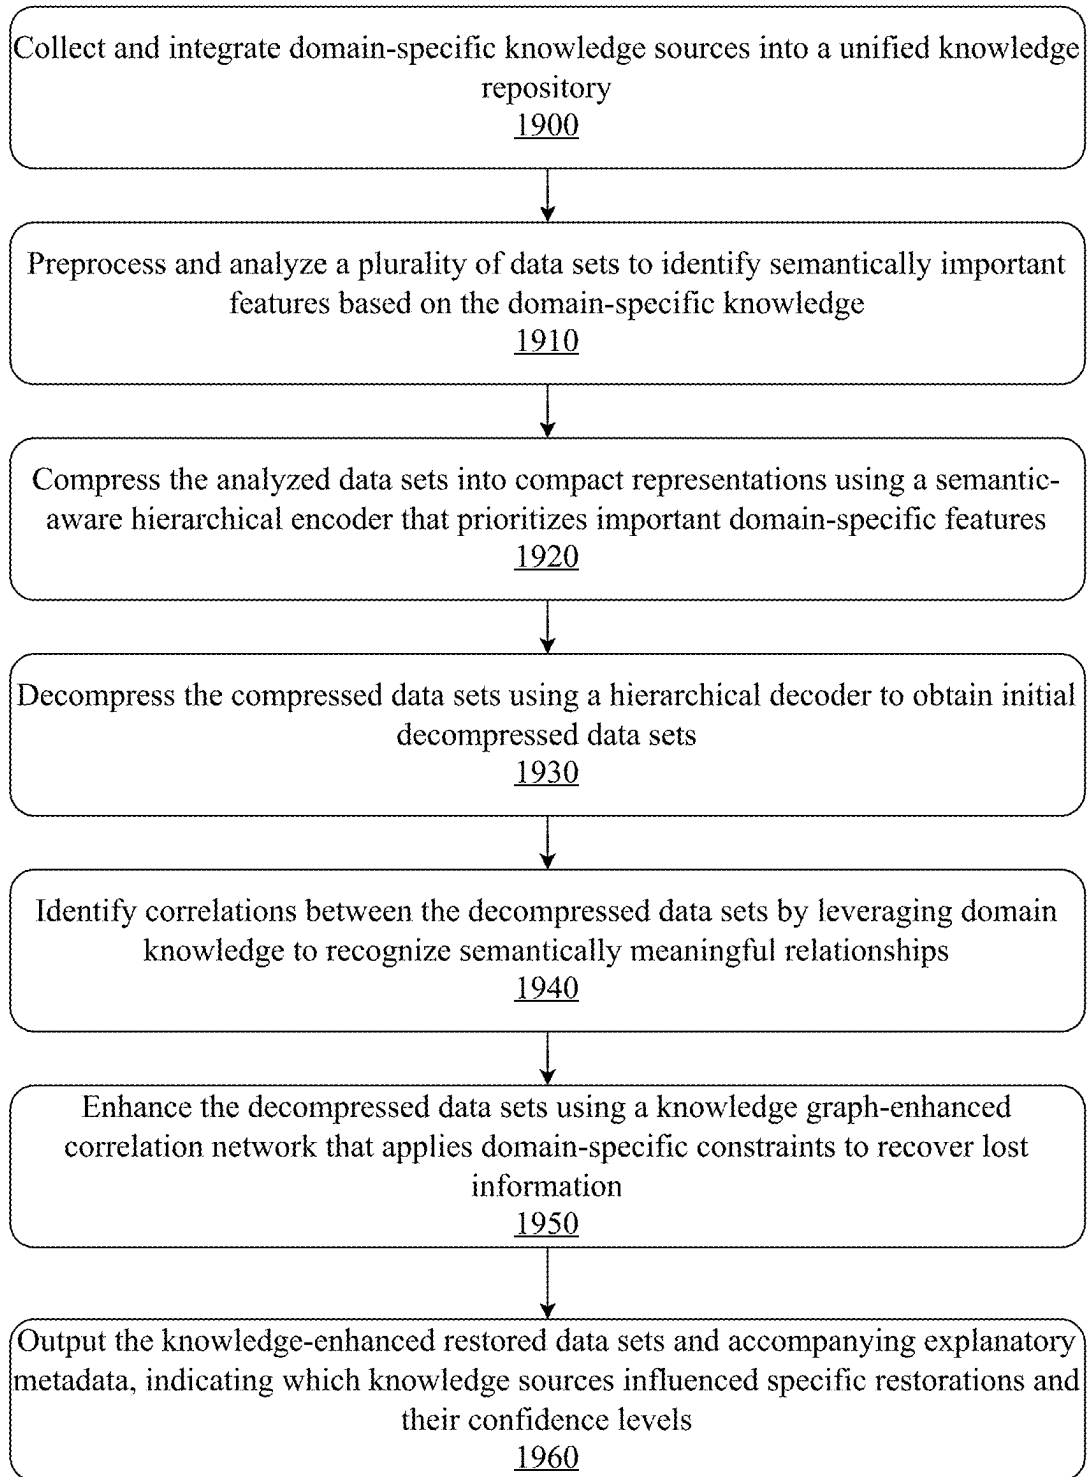 Collect and integrate domain-specific knowledge sources into a unified knowledge
repository
1900
Preprocess and analyze a plurality of data sets to identify semantically important
features based on the domain-specific knowledge
1910
Compress the analyzed data sets into compact representations using a semantic-
aware hierarchical encoder that prioritizes important domain-specific features
1920
Decompress the compressed data sets using a hierarchical decoder to obtain initial
decompressed data sets
1930
Identify correlations between the decompressed data sets by leveraging domain
knowledge to recognize semantically meaningful relationships
1940
Enhance the decompressed data sets using a knowledge graph-enhanced
correlation network that applies domain-specific constraints to recover lost
information
1950
Output the knowledge-enhanced restored data sets and accompanying explanatory
metadata, indicating which knowledge sources influenced specific restorations and
their confidence levels
1960